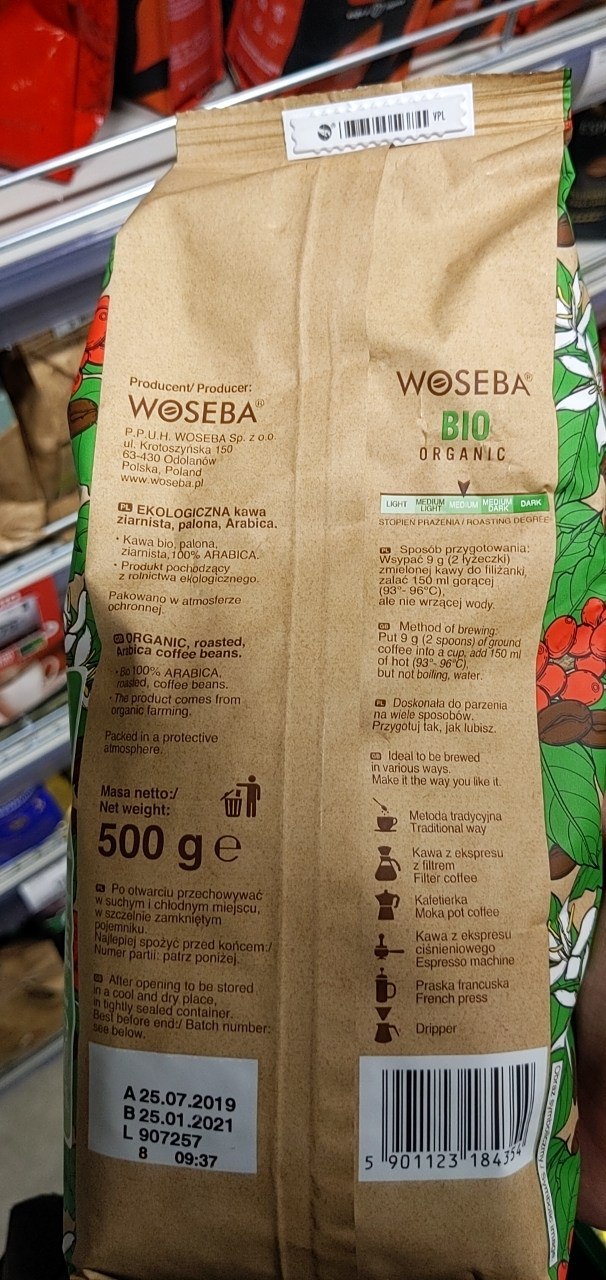 VPL
Producent/ Producer:
WOSEBA®
P.P.U.H. WOSEBA Sp. z o.o.
ul. Krotoszyńska 150
63-430 Odolanów
Polska, Poland
www.woseba.pl
PL EKOLOGICZNA kawa
ziarnista, palona, Arabica.
• Kawa bio, palona,
ziarnista,100% ARABICA.
• Produkt pochodzący
z rolnictwa ekologicznego.
Pakowano w atmosferze
ochronnej.
GB ORGANIC, roasted,
Arabica coffee beans.
• Bio 100% ARABICA,
roasted, coffee beans.
• The product comes from
organic farming.
Packed in a protective
atmosphere.
Masa netto:/
Net weight:
500 g e
PL Po otwarciu przechowywać
w suchym i chłodnym miejscu,
w szczelnie zamkniętym
pojemniku.
Najlepiej spożyć przed końcem:/
Numer partii: patrz poniżej.
GB After opening to be stored
in a cool and dry place,
in tightly sealed container.
Best before end:/ Batch number:
see below.
A 25.07.2019
B 25.01.2021
L 907257
8 09:37
WOSEBA®
BIO
ORGANIC
LIGHT MEDIUM LIGHT MEDIUM MEDIUM DARK DARK
STOPIEŃ PRAŻENIA / ROASTING DEGREE
PL Sposób przygotowania:
Wsypać 9 g (2 łyżeczki)
zmielonej kawy do filiżanki,
zalać 150 ml gorącej
(93°- 96°C),
ale nie wrzącej wody.
GB Method of brewing:
Put 9 g (2 spoons) of ground
coffee into a cup, add 150 ml
of hot (93°- 96°C),
but not boiling, water.
PL Doskonała do parzenia
na wiele sposobów.
Przygotuj tak, jak lubisz.
GB Ideal to be brewed
in various ways.
Make it the way you like it.
Metoda tradycyjna
Traditional way
Kawa z ekspresu
z filtrem
Filter coffee
Kafetierka
Moka pot coffee
Kawa z ekspresu
ciśnieniowego
Espresso machine
Praska francuska
French press
Dripper
5 901123 184354